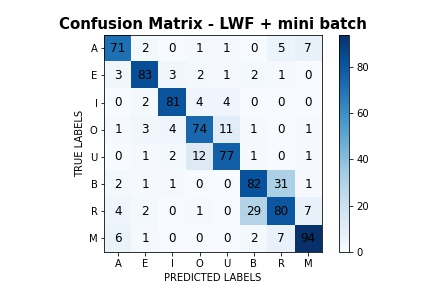 Confusion Matrix - LWF + mini batch
TRUE LABELS
A 71 2 0 1 1 0 5 7
E 3 83 3 2 1 2 1 0
I 0 2 81 4 4 0 0 0
O 1 3 4 74 11 1 0 1
U 0 1 2 12 77 1 0 1
B 2 1 1 0 0 82 31 1
R 4 2 0 1 0 29 80 7
M 6 1 0 0 0 2 7 94
A E I O U B R M
PREDICTED LABELS
80
60
40
20
0